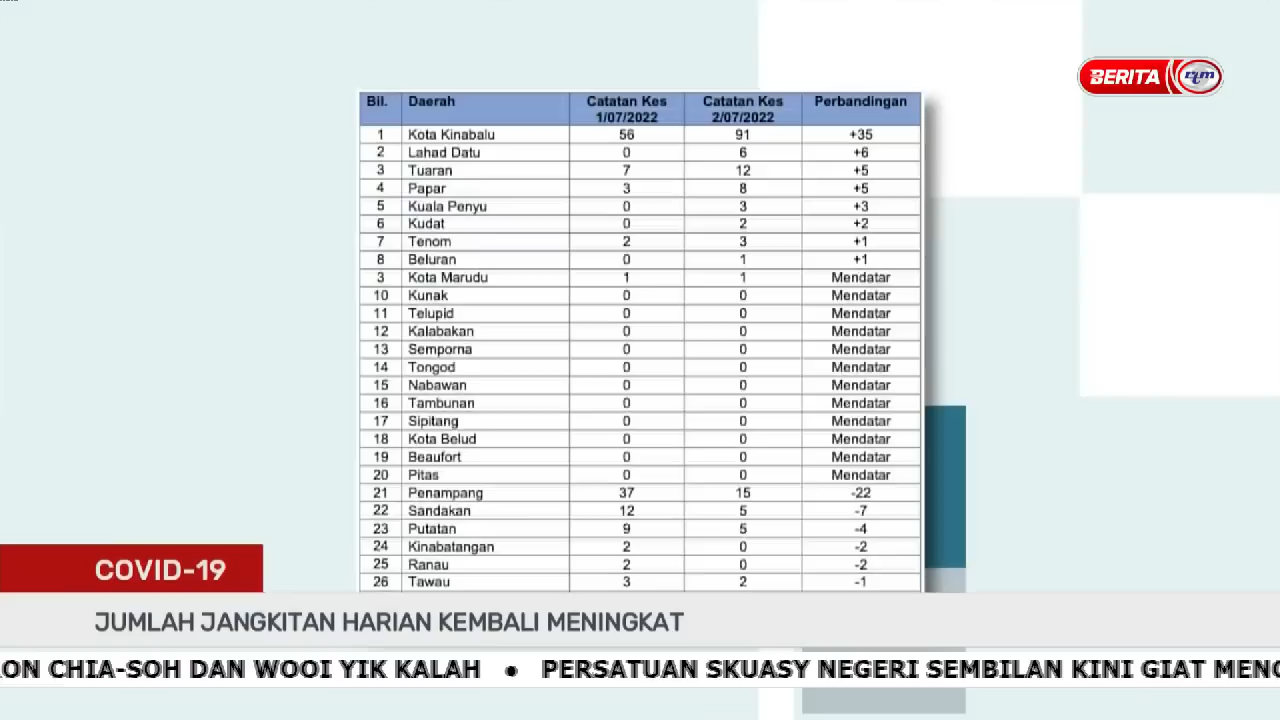 BERITA rtm
Bil. Daerah Catatan Kes 1/07/2022 Catatan Kes 2/07/2022 Perbandingan
1 Kota Kinabalu 56 91 +35
2 Lahad Datu 0 6 +6
3 Tuaran 7 12 +5
4 Papar 3 8 +5
5 Kuala Penyu 0 3 +3
6 Kudat 0 2 +2
7 Tenom 2 3 +1
8 Beluran 0 1 +1
3 Kota Marudu 1 1 Mendatar
10 Kunak 0 0 Mendatar
11 Telupid 0 0 Mendatar
12 Kalabakan 0 0 Mendatar
13 Semporna 0 0 Mendatar
14 Tongod 0 0 Mendatar
15 Nabawan 0 0 Mendatar
16 Tambunan 0 0 Mendatar
17 Sipitang 0 0 Mendatar
18 Kota Belud 0 0 Mendatar
19 Beaufort 0 0 Mendatar
20 Pitas 0 0 Mendatar
21 Penampang 37 15 -22
22 Sandakan 12 5 -7
23 Putatan 9 5 -4
24 Kinabatangan 2 0 -2
25 Ranau 2 0 -2
26 Tawau 3 2 -1
COVID-19
JUMLAH JANGKITAN HARIAN KEMBALI MENINGKAT
ON CHIA-SOH DAN WOOI YIK KALAH • PERSATUAN SKUASY NEGERI SEMBILAN KINI GIAT MENG